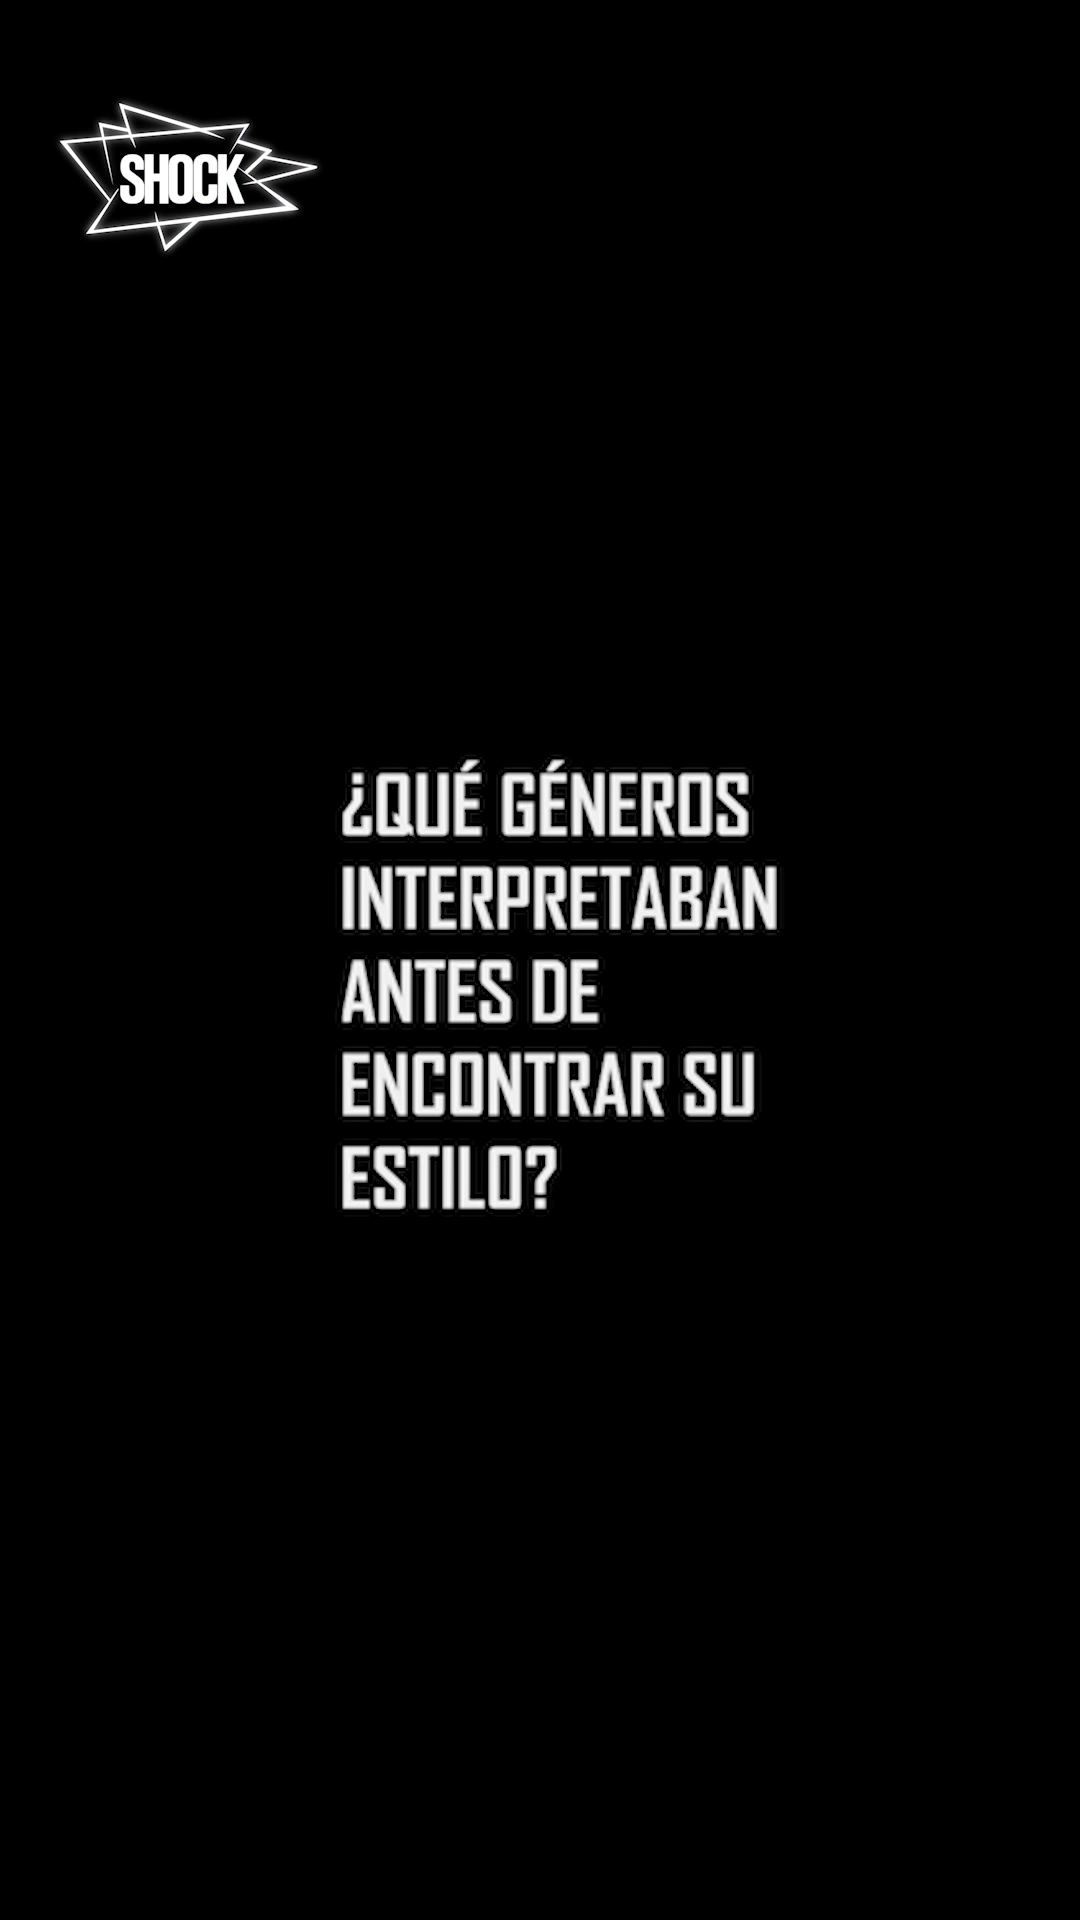 SHOCK
¿QUÉ GÉNEROS
INTERPRETABAN
ANTES DE
ENCONTRAR SU
ESTILO?